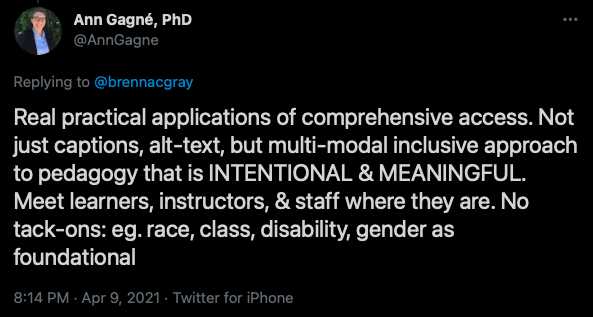 Ann Gagné, PhD
@AnnGagne
Replying to @brennacgray
Real practical applications of comprehensive access. Not
just captions, alt-text, but multi-modal inclusive approach
to pedagogy that is INTENTIONAL & MEANINGFUL.
Meet learners, instructors, & staff where they are. No
tack-ons: eg. race, class, disability, gender as
foundational
8:14 PM · Apr 9, 2021 · Twitter for iPhone